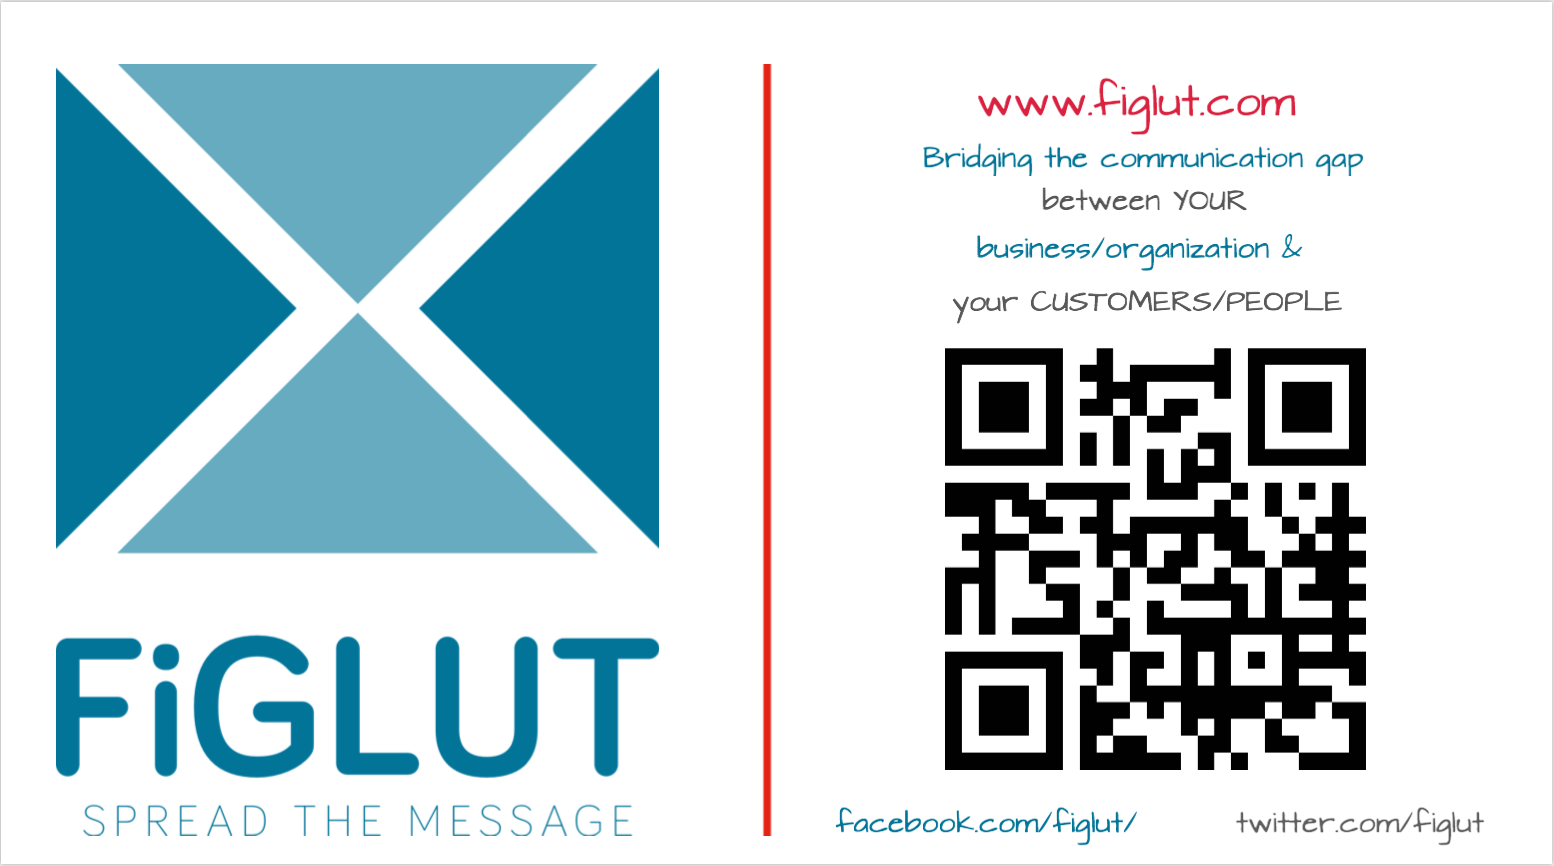 FiGLUT
SPREAD THE MESSAGE
www.figlut.com
Bridging the communication gap
between YOUR
business/organization &
your CUSTOMERS/PEOPLE
facebook.com/figlut/
twitter.com/figlut